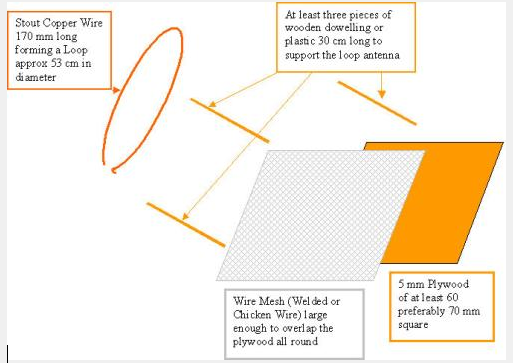 Stout Copper Wire
170 mm long
forming a Loop
approx 53 cm in
diameter
At least three pieces of
wooden dowelling or
plastic 30 cm long to
support the loop antenna
Wire Mesh (Welded or
Chicken Wire) large
enough to overlap the
plywood all round
5 mm Plywood
of at least 60
preferably 70 mm
square